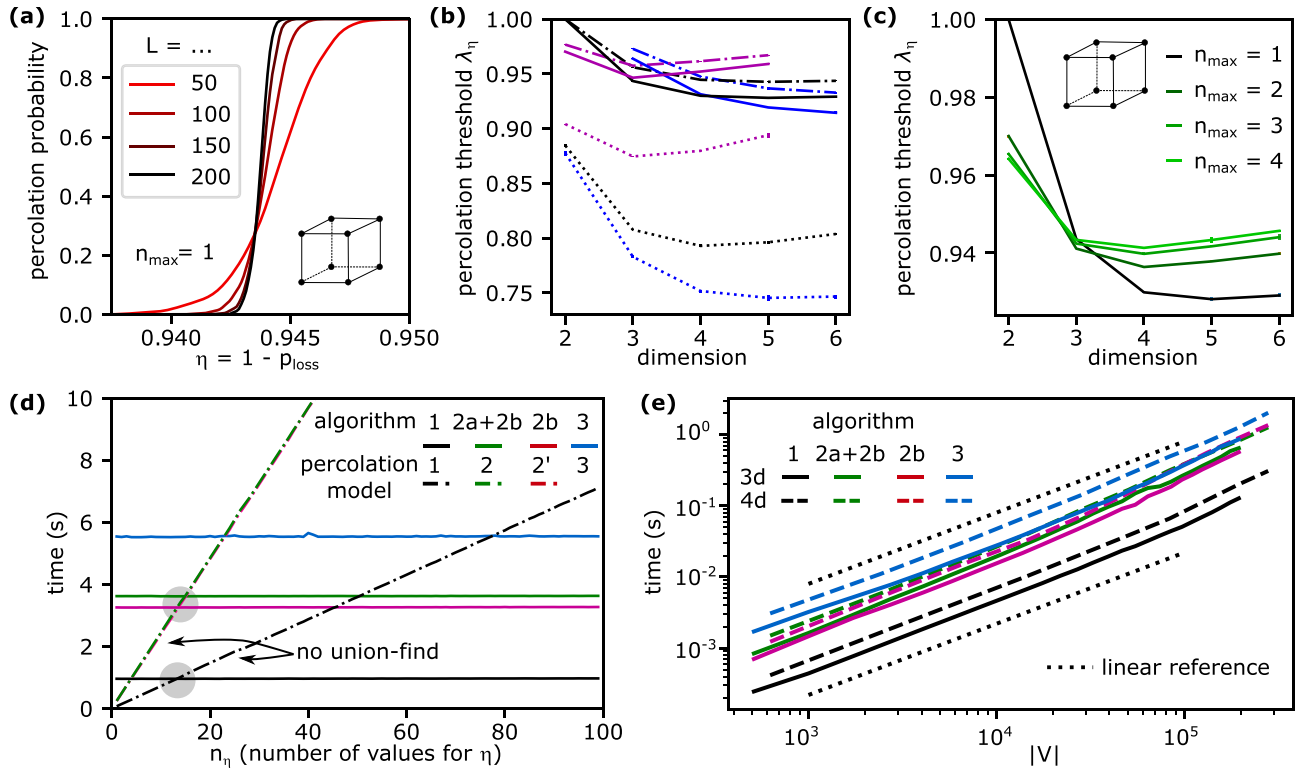 (a)
percolation probability
1.0
0.8
0.6
0.4
0.2
0.0
L = ...
50
100
150
200
n_max= 1
0.940 0.945 0.950
η = 1 - p_loss
(b)
percolation threshold λ_η
1.00
0.95
0.90
0.85
0.80
0.75
2 3 4 5 6
dimension
(c)
percolation threshold λ_η
1.00
0.98
0.96
0.94
n_max = 1
n_max = 2
n_max = 3
n_max = 4
2 3 4 5 6
dimension
(d)
time (s)
10
8
6
4
2
0
algorithm
1 2a+2b 2b 3
percolation
model
1 2 2' 3
no union-find
0 20 40 60 80 100
n_η (number of values for η)
(e)
time (s)
10^0
10^-1
10^-2
10^-3
algorithm
1 2a+2b 2b 3
3d
4d
linear reference
10^3 10^4 10^5
|V|